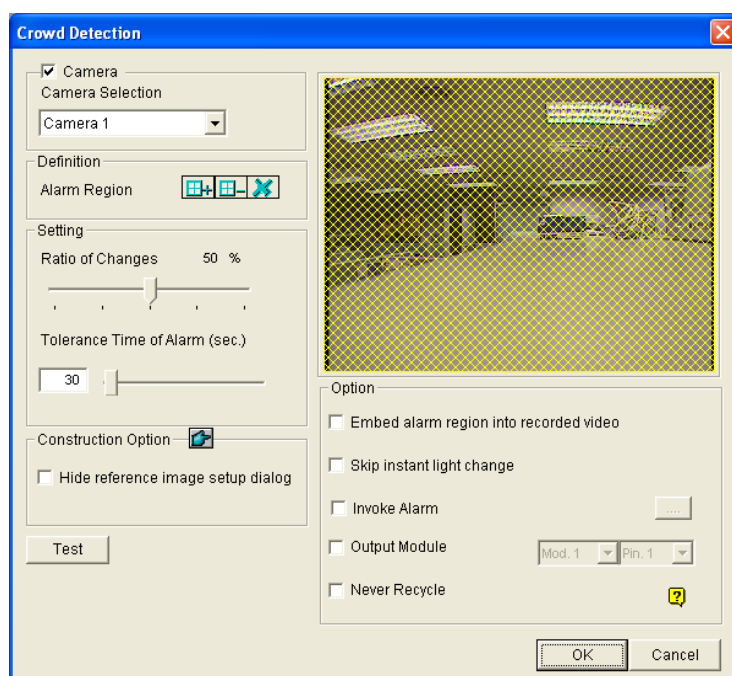 Crowd Detection
Camera
Camera Selection
Camera 1
Definition
Alarm Region
Setting
Ratio of Changes 50 %
Tolerance Time of Alarm (sec.)
30
Construction Option
Hide reference image setup dialog
Test
Option
Embed alarm region into recorded video
Skip instant light change
Invoke Alarm ....
Output Module Mod. 1 Pin. 1
Never Recycle
?
OK Cancel